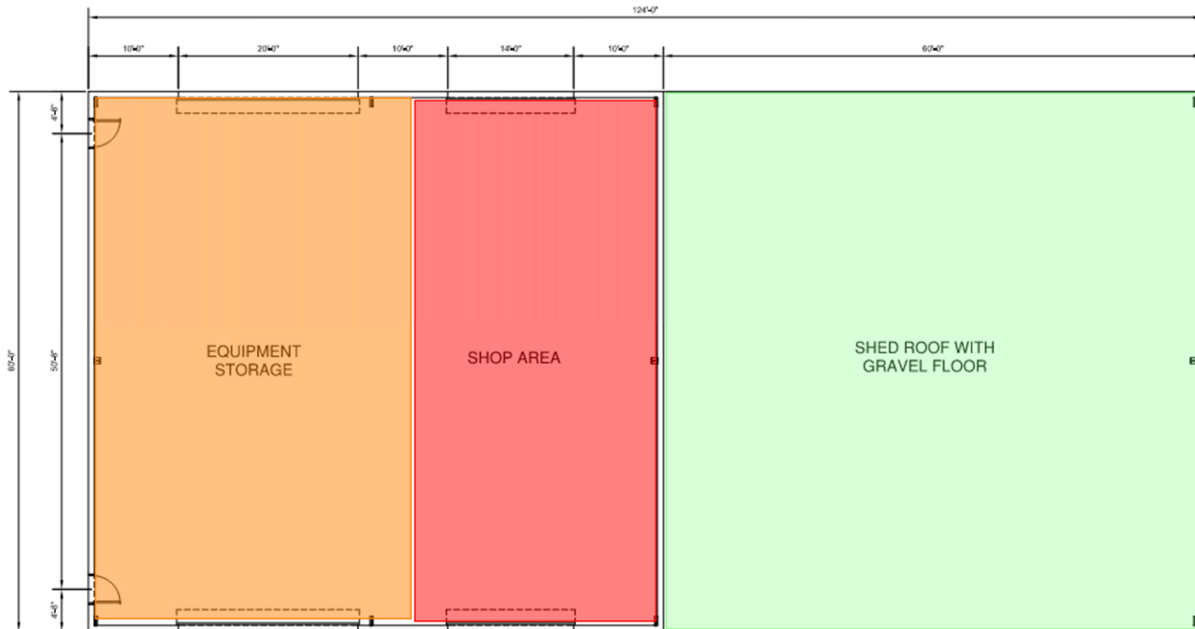 124'-0"
10'-0" 20'-0" 10'-0" 14'-0" 10'-0" 60'-0"
4'-8"
60'-0"
50'-8"
EQUIPMENT
STORAGE
SHOP AREA
SHED ROOF WITH
GRAVEL FLOOR
4'-8"